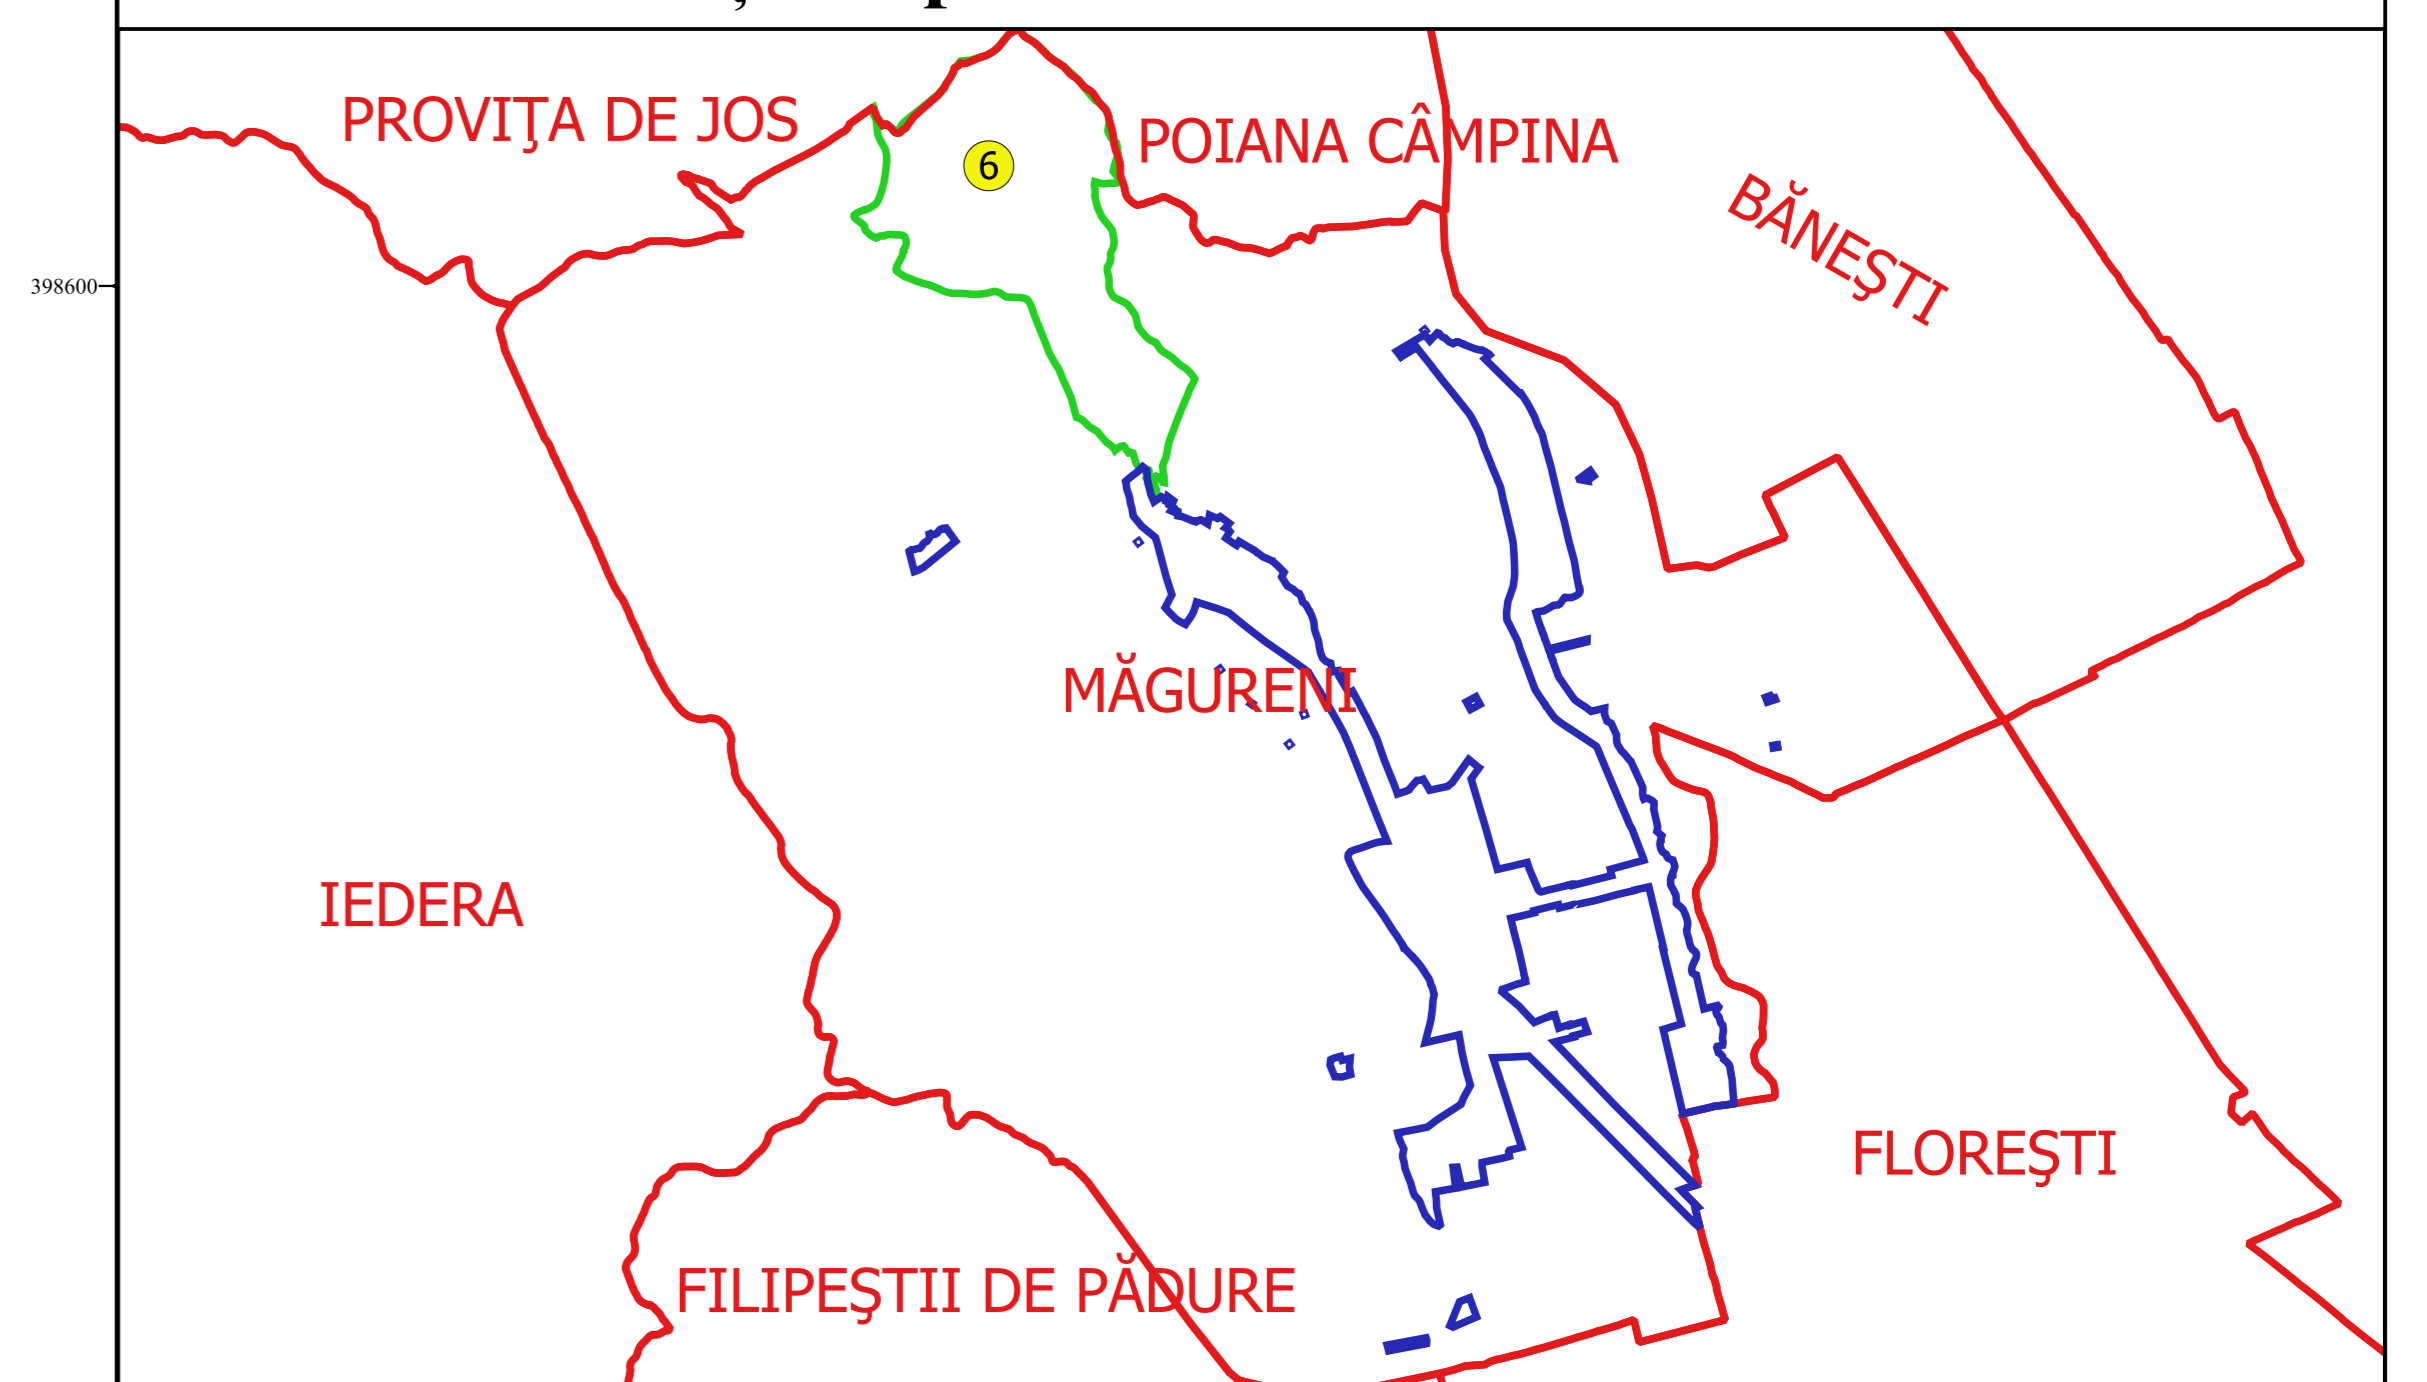 PROVIŢA DE JOS
POIANA CÂMPINA
6
BĂNEŞTI
398600
MĂGURENI
IEDERA
FLOREŞTI
FILIPEŞTII DE PĂDURE